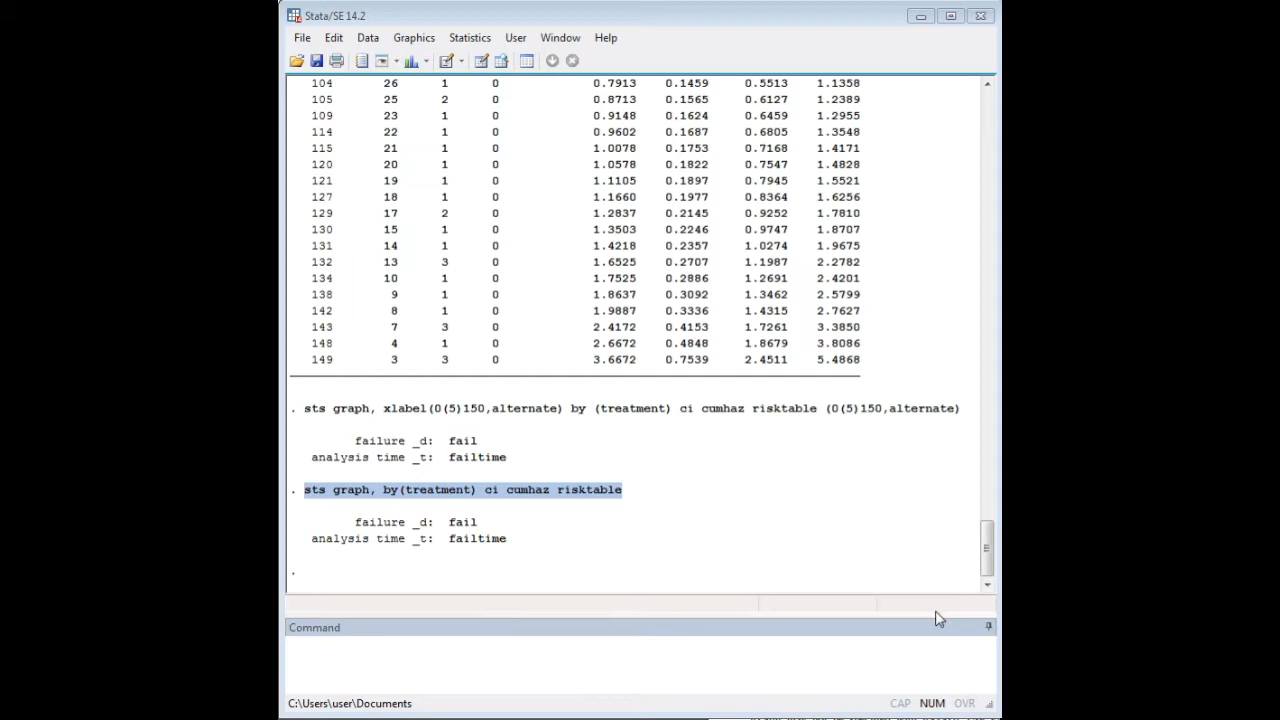 Stata/SE 14.2
File Edit Data Graphics Statistics User Window Help
104 26 1 0 0.7913 0.1459 0.5513 1.1358
105 25 2 0 0.8713 0.1565 0.6127 1.2389
109 23 1 0 0.9148 0.1624 0.6459 1.2955
114 22 1 0 0.9602 0.1687 0.6805 1.3548
115 21 1 0 1.0078 0.1753 0.7168 1.4171
120 20 1 0 1.0578 0.1822 0.7547 1.4828
121 19 1 0 1.1105 0.1897 0.7945 1.5521
127 18 1 0 1.1660 0.1977 0.8364 1.6256
129 17 2 0 1.2837 0.2145 0.9252 1.7810
130 15 1 0 1.3503 0.2246 0.9747 1.8707
131 14 1 0 1.4218 0.2357 1.0274 1.9675
132 13 3 0 1.6525 0.2707 1.1987 2.2782
134 10 1 0 1.7525 0.2886 1.2691 2.4201
138 9 1 0 1.8637 0.3092 1.3462 2.5799
142 8 1 0 1.9887 0.3336 1.4315 2.7627
143 7 3 0 2.4172 0.4153 1.7261 3.3850
148 4 1 0 2.6672 0.4848 1.8679 3.8086
149 3 3 0 3.6672 0.7539 2.4511 5.4868
. sts graph, xlabel(0(5)150,alternate) by (treatment) ci cumhaz risktable (0(5)150,alternate)
failure _d: fail
analysis time _t: failtime
. sts graph, by(treatment) ci cumhaz risktable
failure _d: fail
analysis time _t: failtime
.
Command
C:\Users\user\Documents CAP NUM OVR